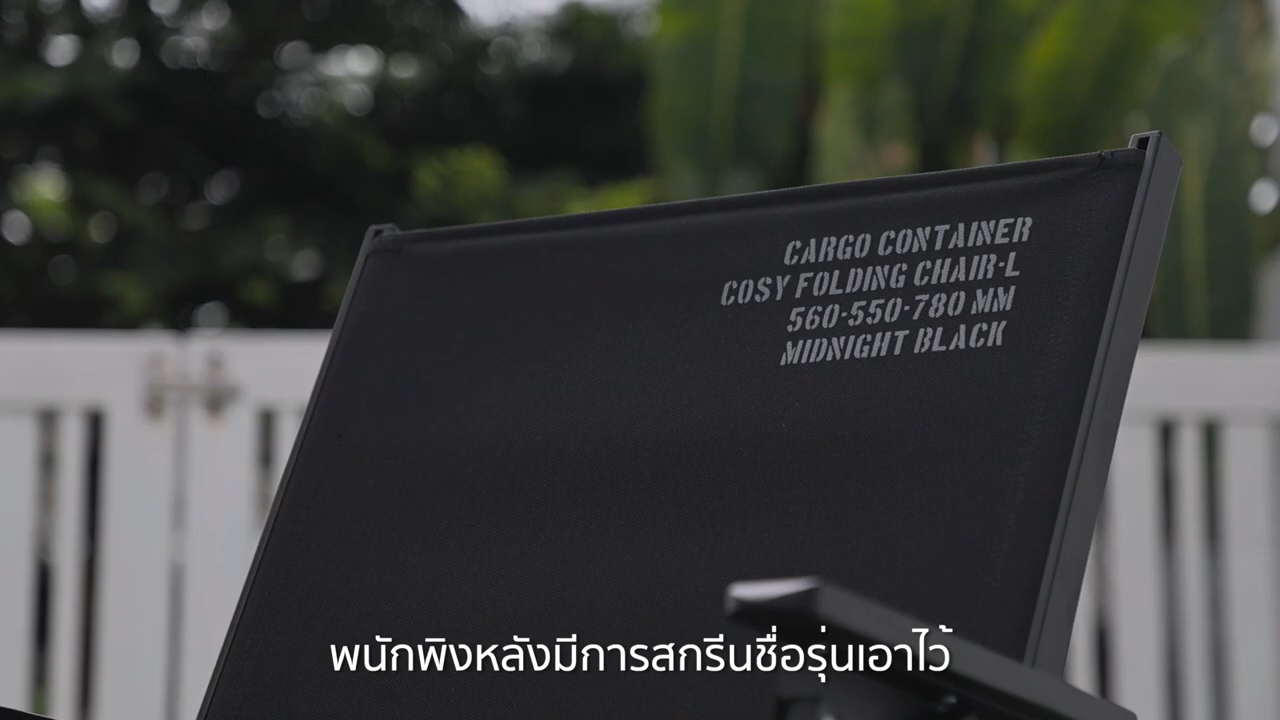 CARGO CONTAINER
COSY FOLDING CHAIR-L
560-550-780 MM
MIDNIGHT BLACK
พนักพิงหลังมีการสกรีนชื่อรุ่นเอาไว้